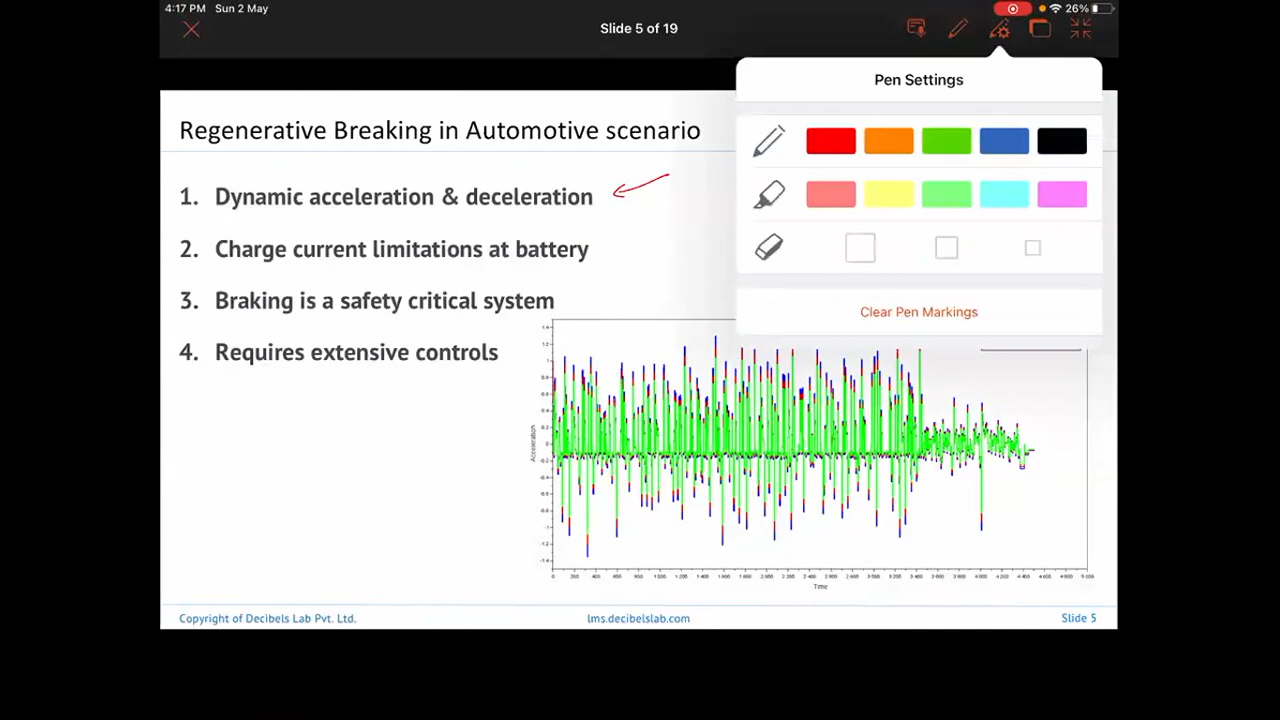 4:17 PM Sun 2 May
26%
Slide 5 of 19
Pen Settings
Clear Pen Markings
Regenerative Breaking in Automotive scenario
1. Dynamic acceleration & deceleration
2. Charge current limitations at battery
3. Braking is a safety critical system
4. Requires extensive controls
Acceleration
Time
Copyright of Decibels Lab Pvt. Ltd.
lms.decibelslab.com
Slide 5